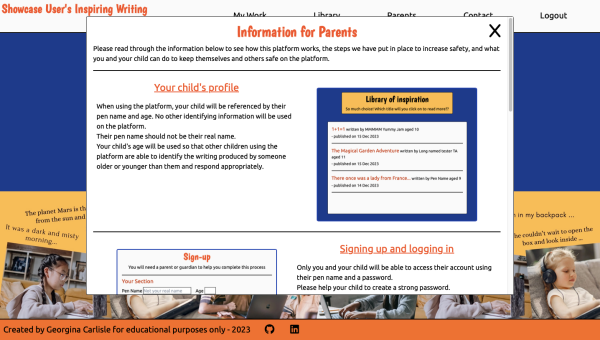 Showcase User's Inspiring Writing
My Work Library Parents Contact Logout
Information for Parents
Please read through the information below to see how this platform works, the steps we have put in place to increase safety, and what
you and your child can do to keep themselves and others safe on the platform.
Your child's profile
When using the platform, your child will be referenced by their
pen name and age. No other identifying information will be used
on the platform.
Their pen name should not be their real name.
Your child's age will be used so that other children using the
platform are able to identify the writing produced by someone
older or younger than them and respond appropriately.
Library of inspiration
So much choice! Which title will you click on to read more??
1+1=1 written by MHMHM Yummy Jam aged 10
- published on 15 Dec 2023
The Magical Garden Adventure written by Long named tester TA
aged 11
- published on 15 Dec 2023
There once was a lady from France... written by Pen Name aged 9
- published on 14 Dec 2023
The planet Mars is th
from the sun and
It was a dark and misty
morning...
n in my backpack ...
he couldn't wait to open the
box and look inside ...
Sign-up
You will need a parent or guardian to help you complete this process
Your Section
Pen Name Not your real name Age
Signing up and logging in
Only you and your child will be able to access their account using
their pen name and a password.
Please help your child to create a strong password.
Created by Georgina Carlisle for educational purposes only - 2023